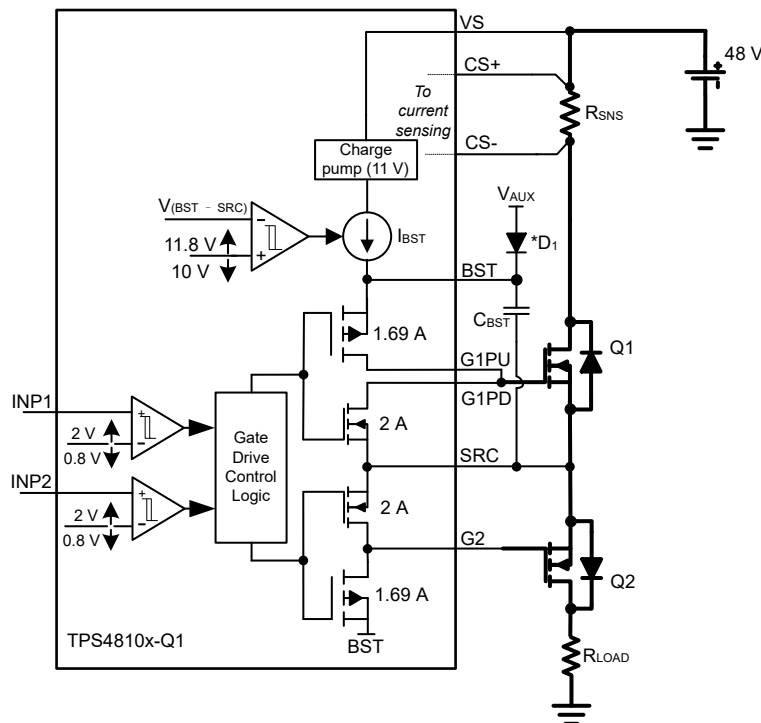 VS
CS+
To
current
sensing
CS-
48 V
RSNS
Charge
pump (11 V)
VAUX
V(BST - SRC)
-
+
11.8 V
10 V
IBST
*D1
BST
CBST
1.69 A
G1PU
Q1
G1PD
INP1
+
-
2 V
0.8 V
2 A
Gate
Drive
Control
Logic
SRC
INP2
+
-
2 V
0.8 V
2 A
G2
Q2
1.69 A
BST
TPS4810x-Q1
RLOAD